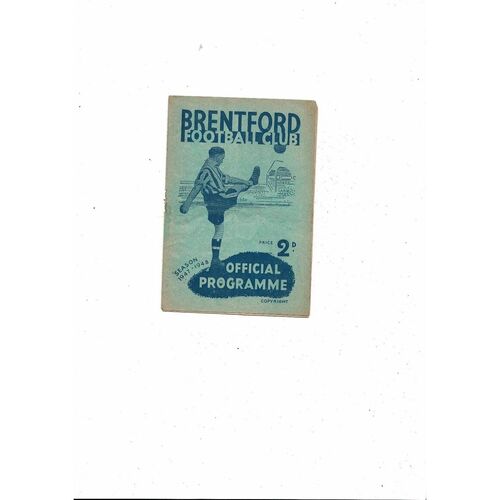 BRENTFORD
FOOTBALL CLUB
PRICE 2D.
SEASON
1947-1948
OFFICIAL
PROGRAMME
COPYRIGHT